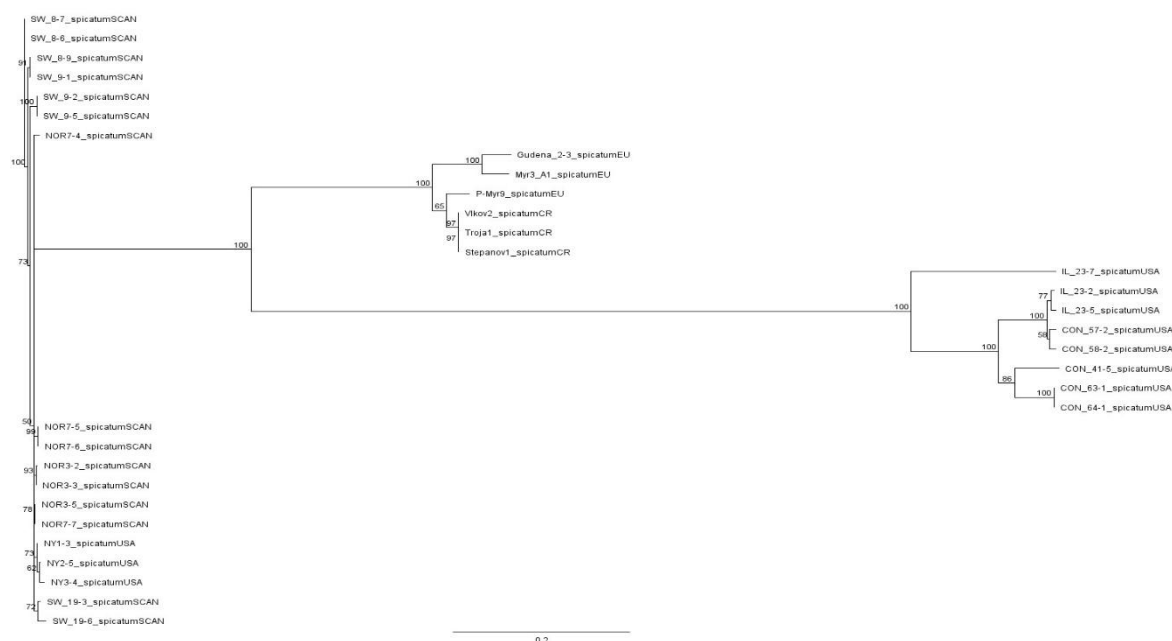 SW_8-7_spicatumSCAN
SW_8-6_spicatumSCAN
SW_8-9_spicatumSCAN
91
SW_9-1_spicatumSCAN
SW_9-2_spicatumSCAN
100
SW_9-5_spicatumSCAN
NOR7-4_spicatumSCAN
Gudena_2-3_spicatumEU
100
100
Myr3_A1_spicatumEU
100
P-Myr9_spicatumEU
65
Vlkov2_spicatumCR
97
Troja1_spicatumCR
97
100
Stepanov1_spicatumCR
73
IL_23-7_spicatumUSA
IL_23-2_spicatumUSA
77
100
IL_23-5_spicatumUSA
100
CON_57-2_spicatumUSA
58
100
CON_58-2_spicatumUSA
CON_41-5_spicatumUSA
86
CON_63-1_spicatumUSA
100
CON_64-1_spicatumUSA
50
NOR7-5_spicatumSCAN
99
NOR7-6_spicatumSCAN
NOR3-2_spicatumSCAN
93
NOR3-3_spicatumSCAN
NOR3-5_spicatumSCAN
78
NOR7-7_spicatumSCAN
NY1-3_spicatumUSA
73
NY2-5_spicatumUSA
62
NY3-4_spicatumUSA
SW_19-3_spicatumSCAN
72
SW_19-6_spicatumSCAN
0.2